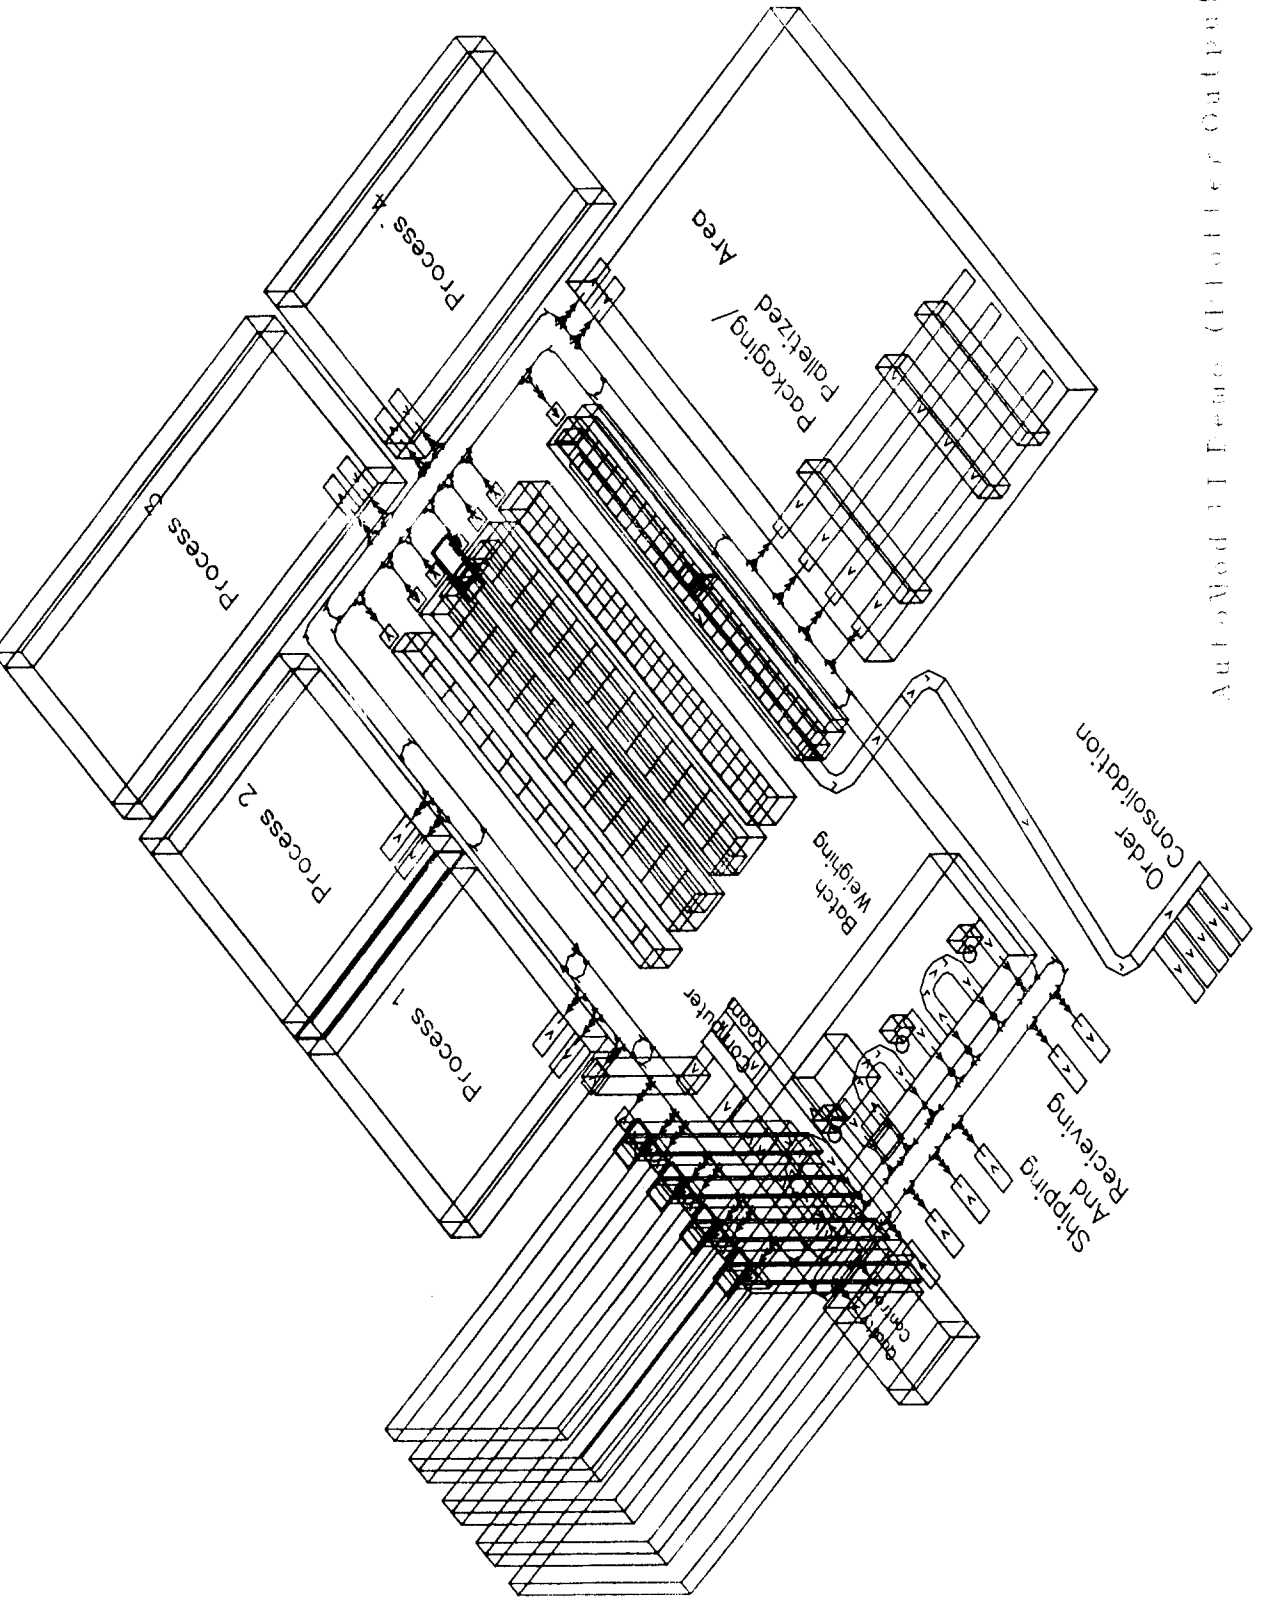 Process 4
Process 3
Process 2
Process 1
Packaging/
Palletized
Area
Batch
Weighing
Computer
Room
Order
Consolidation
Shipping
And
Recieving
AutoMod II Demo (Plotter Output